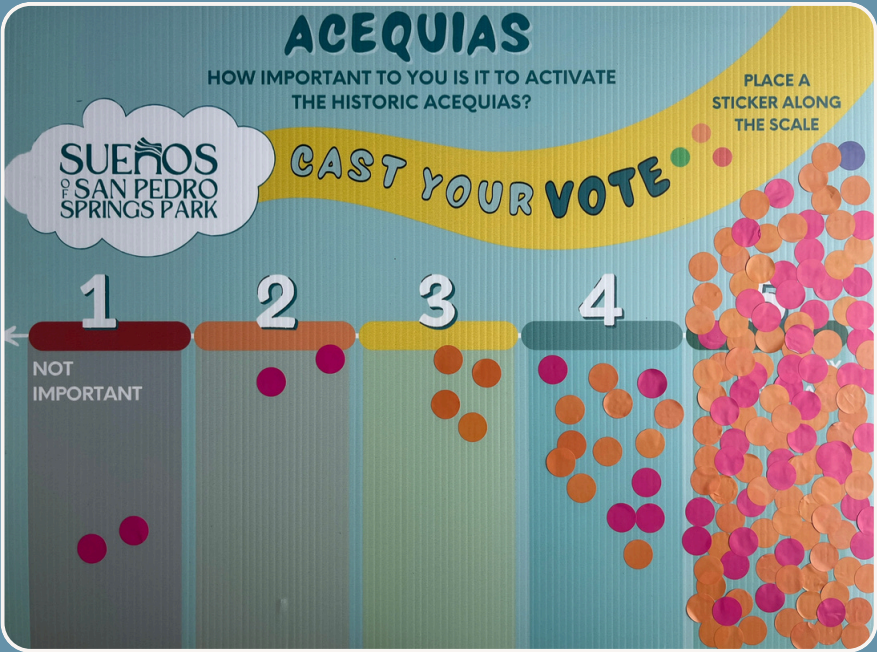 ACEQUIAS
HOW IMPORTANT TO YOU IS IT TO ACTIVATE
THE HISTORIC ACEQUIAS?
PLACE A
STICKER ALONG
THE SCALE
SUEÑOS
OF SAN PEDRO
SPRINGS PARK
CAST YOUR VOTE
1
2
3
4
NOT
IMPORTANT